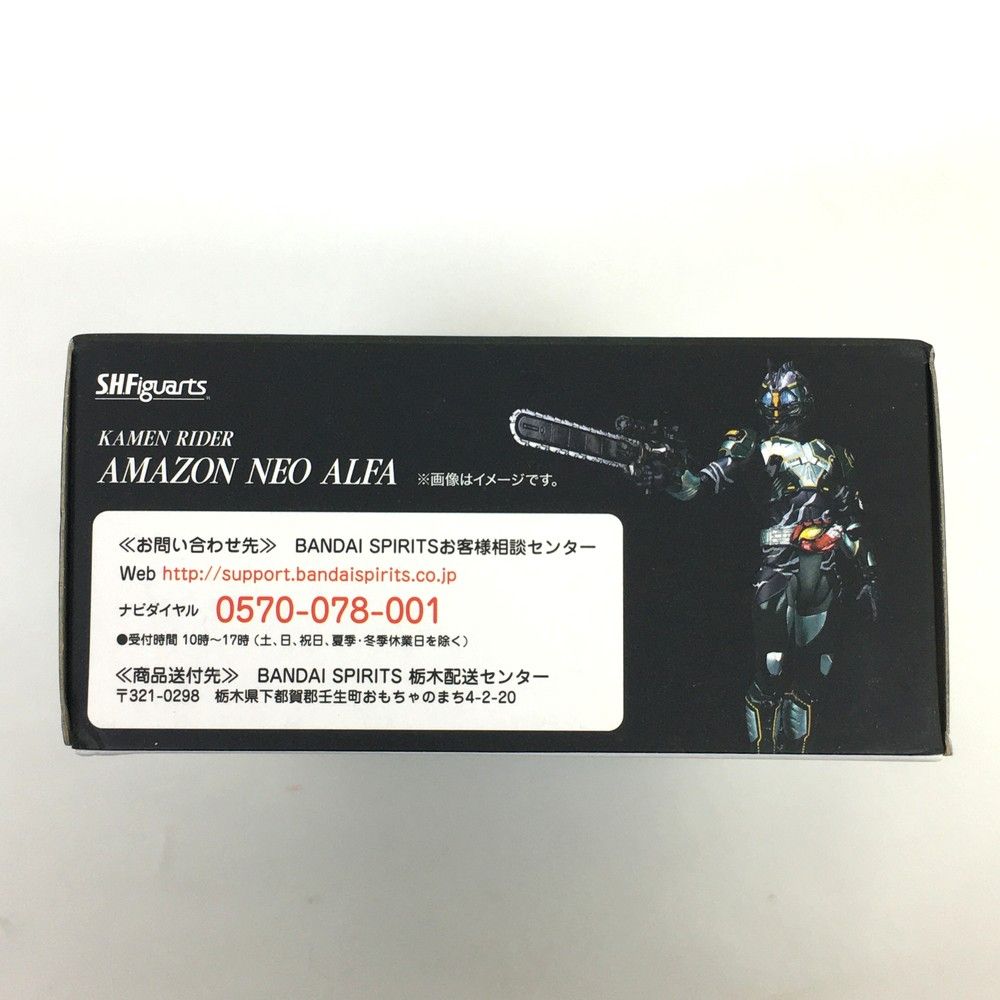 S.H.Figuarts
KAMEN RIDER
AMAZON NEO ALFA ※画像はイメージです。
≪お問い合わせ先≫ BANDAI SPIRITSお客様相談センター
Web http://support.bandaispirits.co.jp
ナビダイヤル 0570-078-001
●受付時間 10時〜17時（土、日、祝日、夏季・冬季休業日を除く）
≪商品送付先≫ BANDAI SPIRITS 栃木配送センター
〒321-0298 栃木県下都賀郡壬生町おもちゃのまち4-2-20